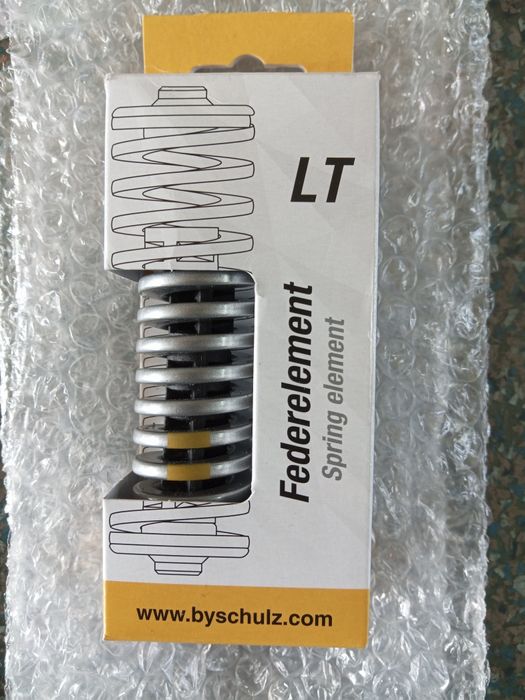 LT
Federelement
Spring element
www.byschulz.com